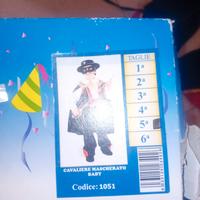 TAGLIE
1ª
2ª
3ª
4ª
5ª
6ª
CAVALIERE MASCHERATO
BABY
Codice: 1051